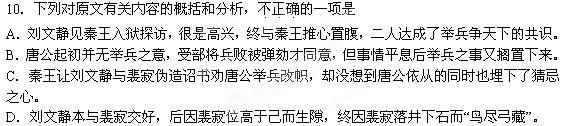 10．下列对原文有关内容的概括和分析，不正确的一项是
A．刘文静见秦王入狱探访，很是高兴，终与秦王推心置腹，二人达成了举兵争天下的共识。
B．唐公起初并无举兵之意，受部将兵败被弹劾才同意，但事情平息后举兵之事又搁置下来。
C．秦王让刘文静与裴寂伪造诏书劝唐公举兵改帜，却没想到唐公依从的同时也埋下了猜忌
之心。
D．刘文静本与裴寂交好，后因裴寂位高于己而生隙，终因裴寂落井下石而“鸟尽弓藏”。